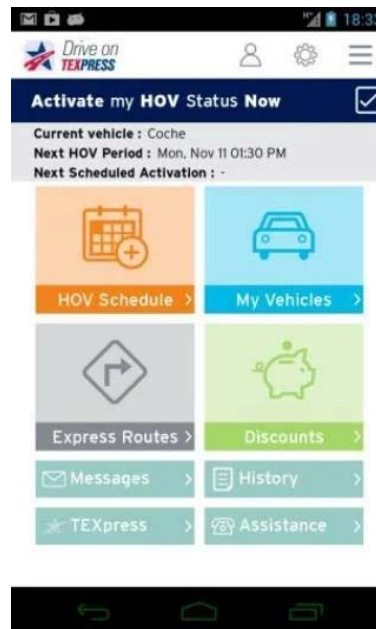 18:33
Drive on
TEXPRESS
Activate my HOV Status Now
Current vehicle : Coche
Next HOV Period : Mon, Nov 11 01:30 PM
Next Scheduled Activation : -
HOV Schedule >
My Vehicles >
Express Routes >
Discounts >
Messages >
History >
TEXpress >
Assistance >